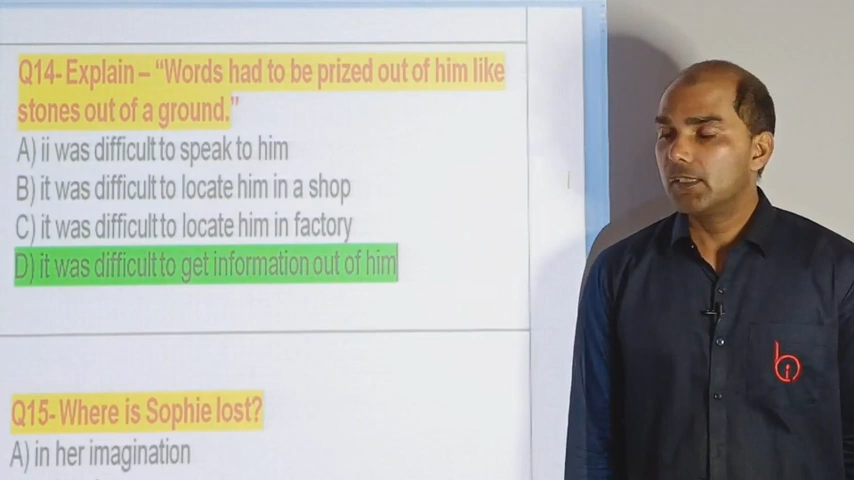 Q14- Explain – “Words had to be prized out of him like
stones out of a ground.”
A) ii was difficult to speak to him
B) it was difficult to locate him in a shop
C) it was difficult to locate him in factory
D) it was difficult to get information out of him
Q15- Where is Sophie lost?
A) in her imagination